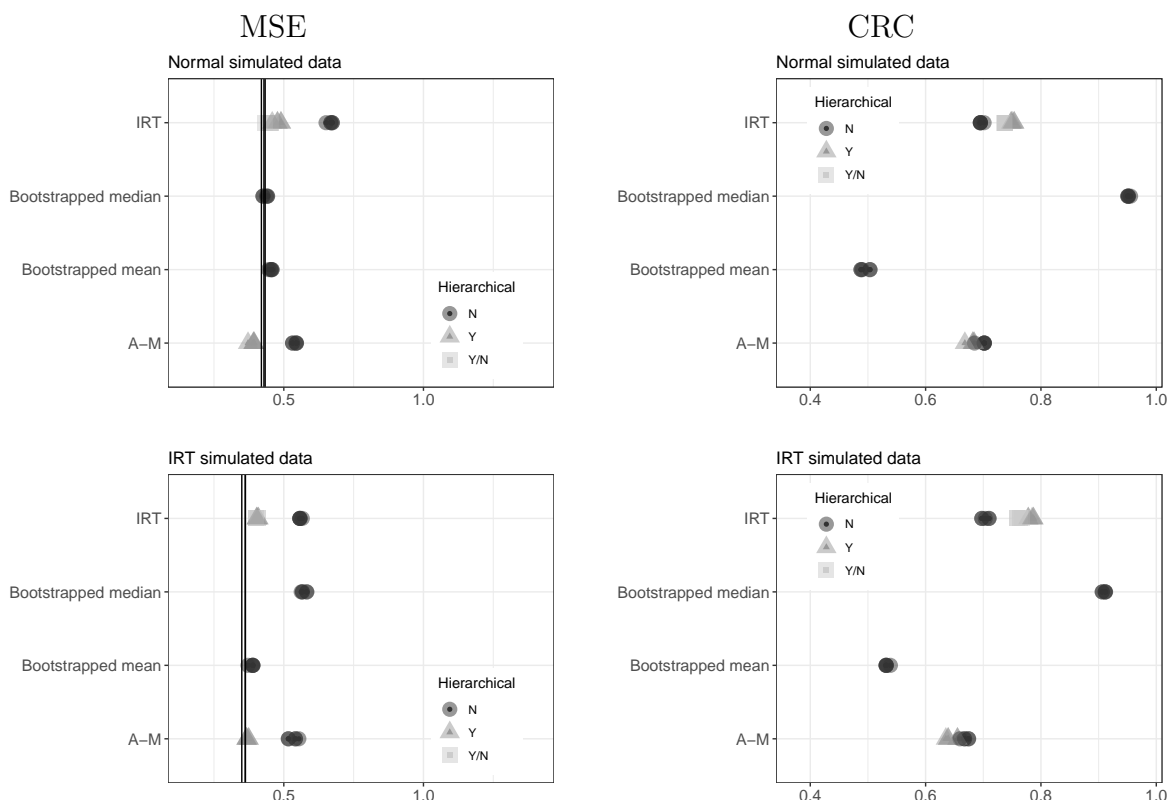 MSE
CRC
Normal simulated data
IRT
Bootstrapped median
Bootstrapped mean
A−M
Hierarchical
N
Y
Y/N
0.5 1.0
Normal simulated data
IRT
Bootstrapped median
Bootstrapped mean
A−M
Hierarchical
N
Y
Y/N
0.4 0.6 0.8 1.0
IRT simulated data
IRT
Bootstrapped median
Bootstrapped mean
A−M
Hierarchical
N
Y
Y/N
0.5 1.0
IRT simulated data
IRT
Bootstrapped median
Bootstrapped mean
A−M
Hierarchical
N
Y
Y/N
0.4 0.6 0.8 1.0